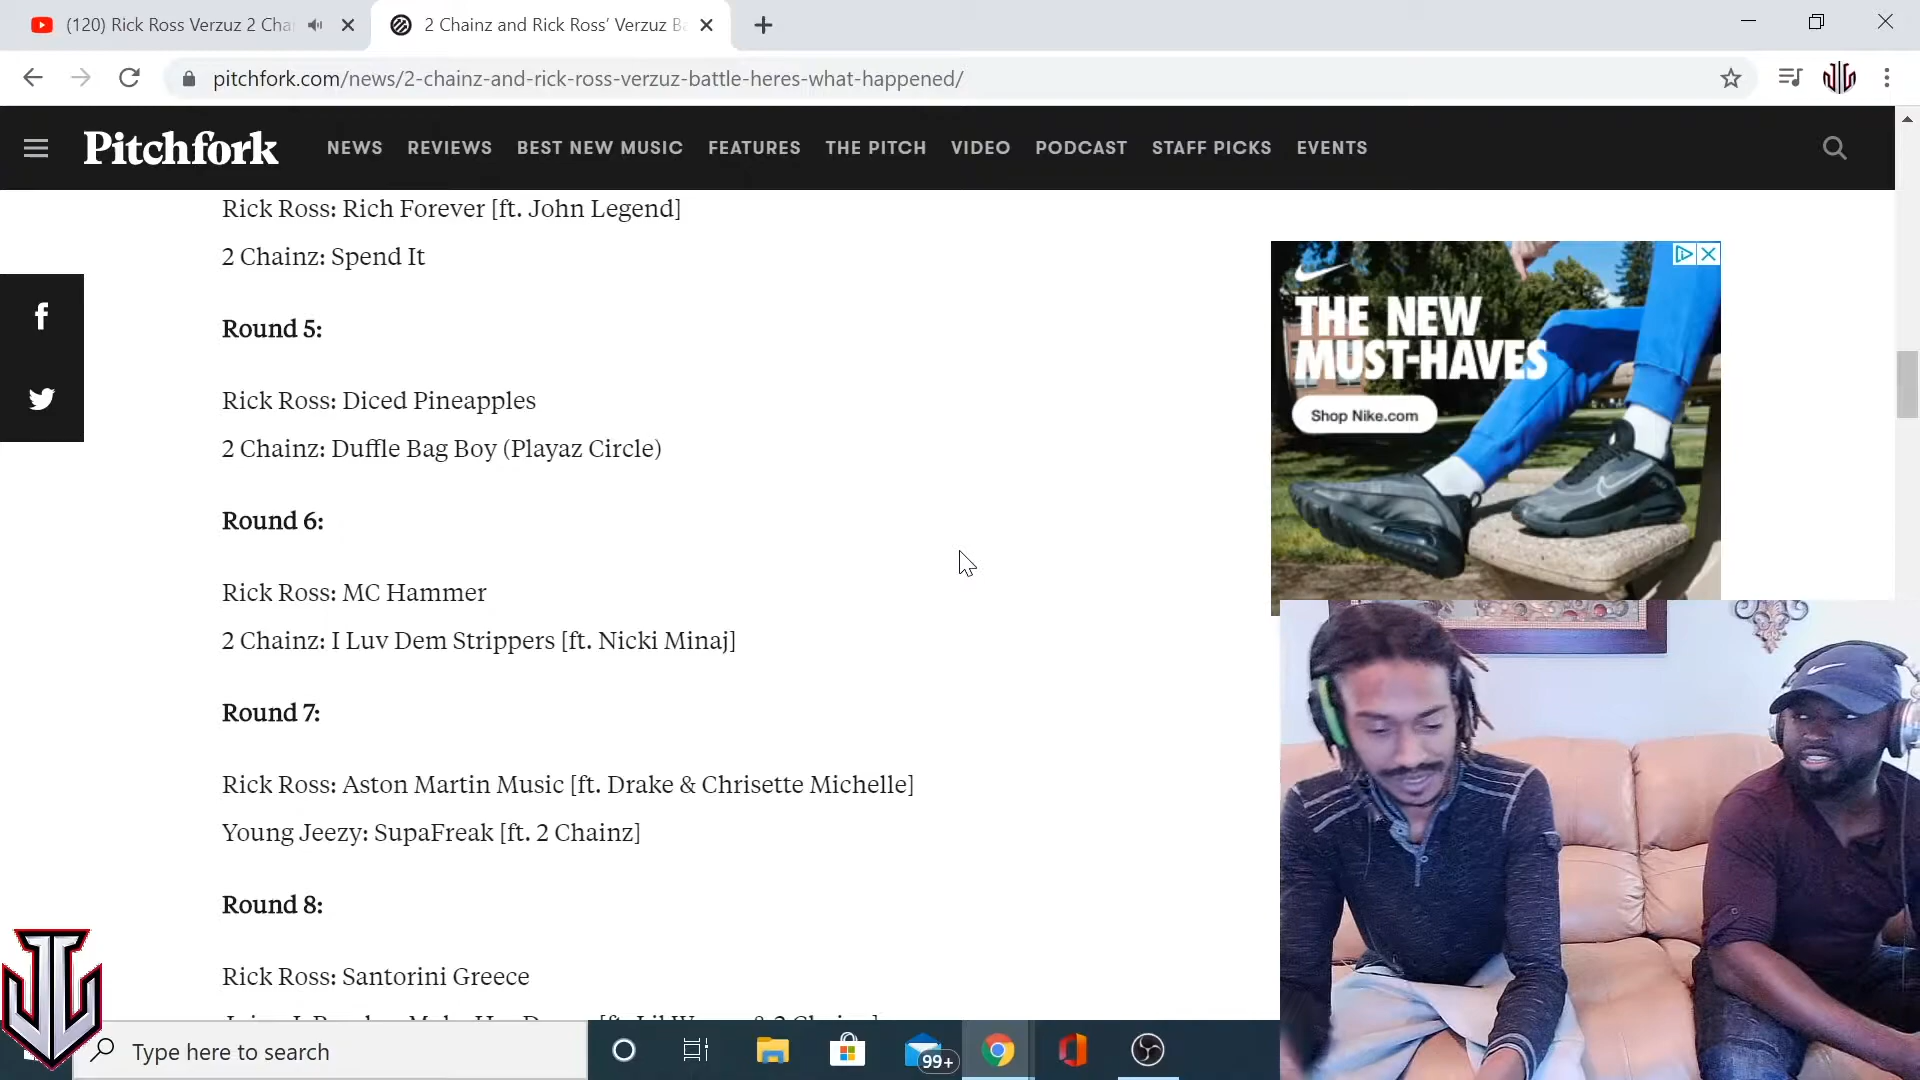 (120) Rick Ross Verzuz 2 Cha
2 Chainz and Rick Ross’ Verzuz Ba
pitchfork.com/news/2-chainz-and-rick-ross-verzuz-battle-heres-what-happened/
Pitchfork NEWS REVIEWS BEST NEW MUSIC FEATURES THE PITCH VIDEO PODCAST STAFF PICKS EVENTS
Rick Ross: Rich Forever [ft. John Legend]
2 Chainz: Spend It
Round 5:
Rick Ross: Diced Pineapples
2 Chainz: Duffle Bag Boy (Playaz Circle)
Round 6:
Rick Ross: MC Hammer
2 Chainz: I Luv Dem Strippers [ft. Nicki Minaj]
Round 7:
Rick Ross: Aston Martin Music [ft. Drake & Chrisette Michelle]
Young Jeezy: SupaFreak [ft. 2 Chainz]
Round 8:
Rick Ross: Santorini Greece
THE NEW
MUST-HAVES
Shop Nike.com
Type here to search
99+